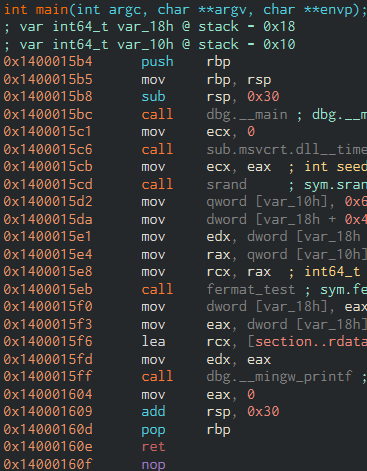 int main(int argc, char **argv, char **envp);
; var int64_t var_18h @ stack - 0x18
; var int64_t var_10h @ stack - 0x10
0x1400015b4 push rbp
0x1400015b5 mov rbp, rsp
0x1400015b8 sub rsp, 0x30
0x1400015bc call dbg.__main ; dbg.__m
0x1400015c1 mov ecx, 0
0x1400015c6 call sub.msvcrt.dll__time
0x1400015cb mov ecx, eax ; int seed
0x1400015cd call srand ; sym.sran
0x1400015d2 mov qword [var_10h], 0x6
0x1400015da mov dword [var_18h + 0x4
0x1400015e1 mov edx, dword [var_18h
0x1400015e4 mov rax, qword [var_10h]
0x1400015e8 mov rcx, rax ; int64_t
0x1400015eb call fermat_test ; sym.fe
0x1400015f0 mov dword [var_18h], eax
0x1400015f3 mov eax, dword [var_18h]
0x1400015f6 lea rcx, [section..rdata
0x1400015fd mov edx, eax
0x1400015ff call dbg.__mingw_printf ;
0x140001604 mov eax, 0
0x140001609 add rsp, 0x30
0x14000160d pop rbp
0x14000160e ret
0x14000160f nop